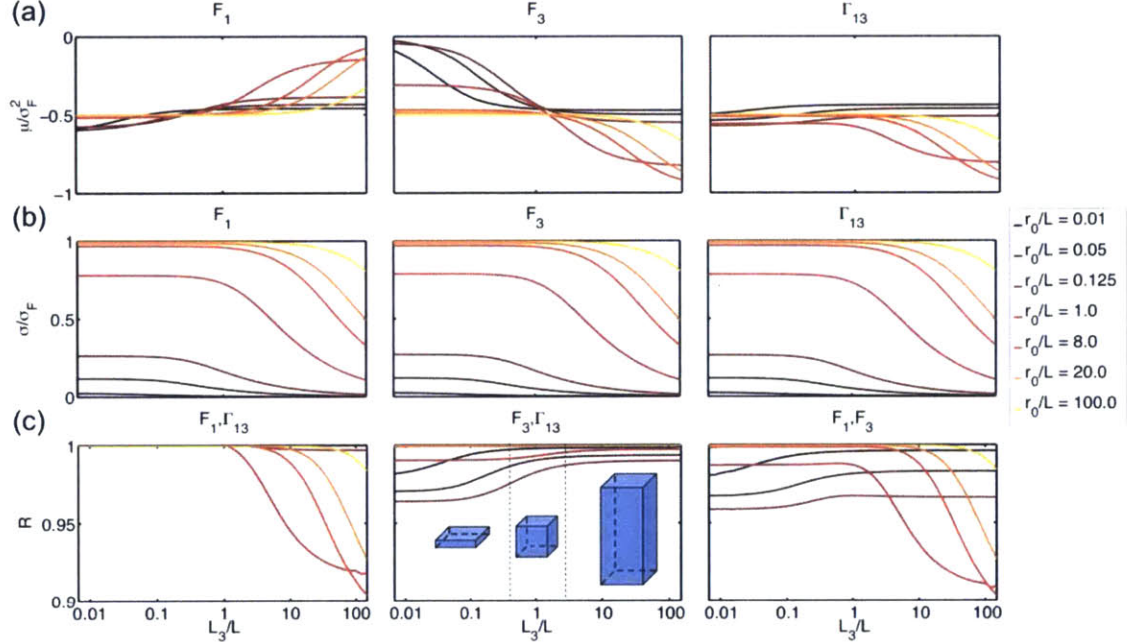 (a)
F₁ F₃ Γ₁₃
μ/σ_F²
0
−0.5
−1
(b)
F₁ F₃ Γ₁₃
σ/σ_F
1
0.5
0
– r₀/L = 0.01
– r₀/L = 0.05
– r₀/L = 0.125
– r₀/L = 1.0
– r₀/L = 8.0
– r₀/L = 20.0
– r₀/L = 100.0
(c)
F₁,Γ₁₃ F₃,Γ₁₃ F₁,F₃
R
1
0.95
0.9
0.01 0.1 1 10 100 0.01 0.1 1 10 100 0.01 0.1 1 10 100
L₃/L L₃/L L₃/L